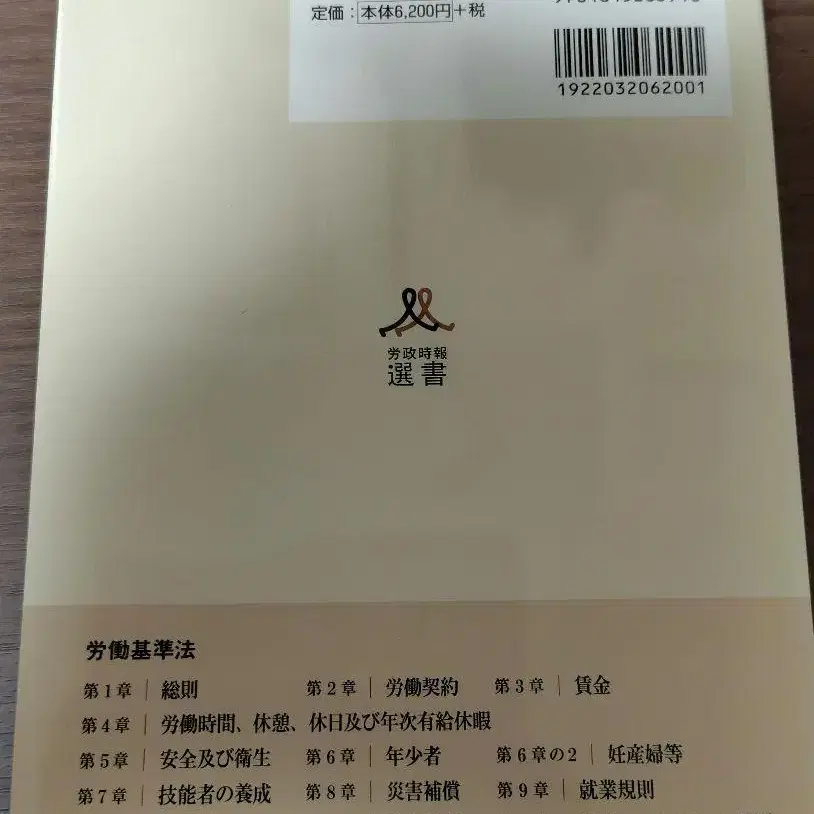 定価：本体6,200円＋税
1922032062001
労政時報
選書
労働基準法
第1章｜総則 第2章｜労働契約 第3章｜賃金
第4章｜労働時間、休憩、休日及び年次有給休暇
第5章｜安全及び衛生 第6章｜年少者 第6章の2｜妊産婦等
第7章｜技能者の養成 第8章｜災害補償 第9章｜就業規則